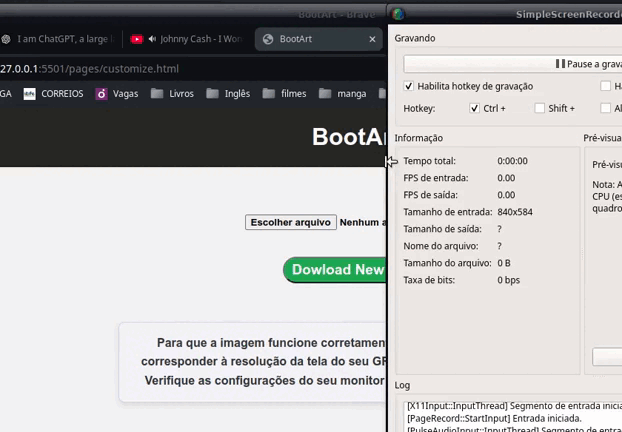 BootArt - Brave
SimpleScreenRecorde
I am ChatGPT, a large l
Johnny Cash - I Won
BootArt
27.0.0.1:5501/pages/customize.html
GA
CORREIOS
Vagas
Livros
Inglês
filmes
manga
BootAr
Escolher arquivo Nenhum a
Dowload New
Para que a imagem funcione corretamen
corresponder à resolução da tela do seu GF
Verifique as configurações do seu monitor
Gravando
Pause a grava
Habilita hotkey de gravação
Ha
Hotkey:
Ctrl +
Shift +
Al
Informação
Pré-visua
Tempo total: 0:00:00
FPS de entrada: 0.00
FPS de saída: 0.00
Tamanho de entrada: 840x584
Tamanho de saída: ?
Nome do arquivo: ?
Tamanho do arquivo: 0 B
Taxa de bits: 0 bps
Pré-visu
Nota: A
CPU (es
quadro
Log
[X11Input::InputThread] Segmento de entrada inicia
[PageRecord::StartInput] Entrada iniciada.
[PulseAudioInput::InputThread] Segmento de entra